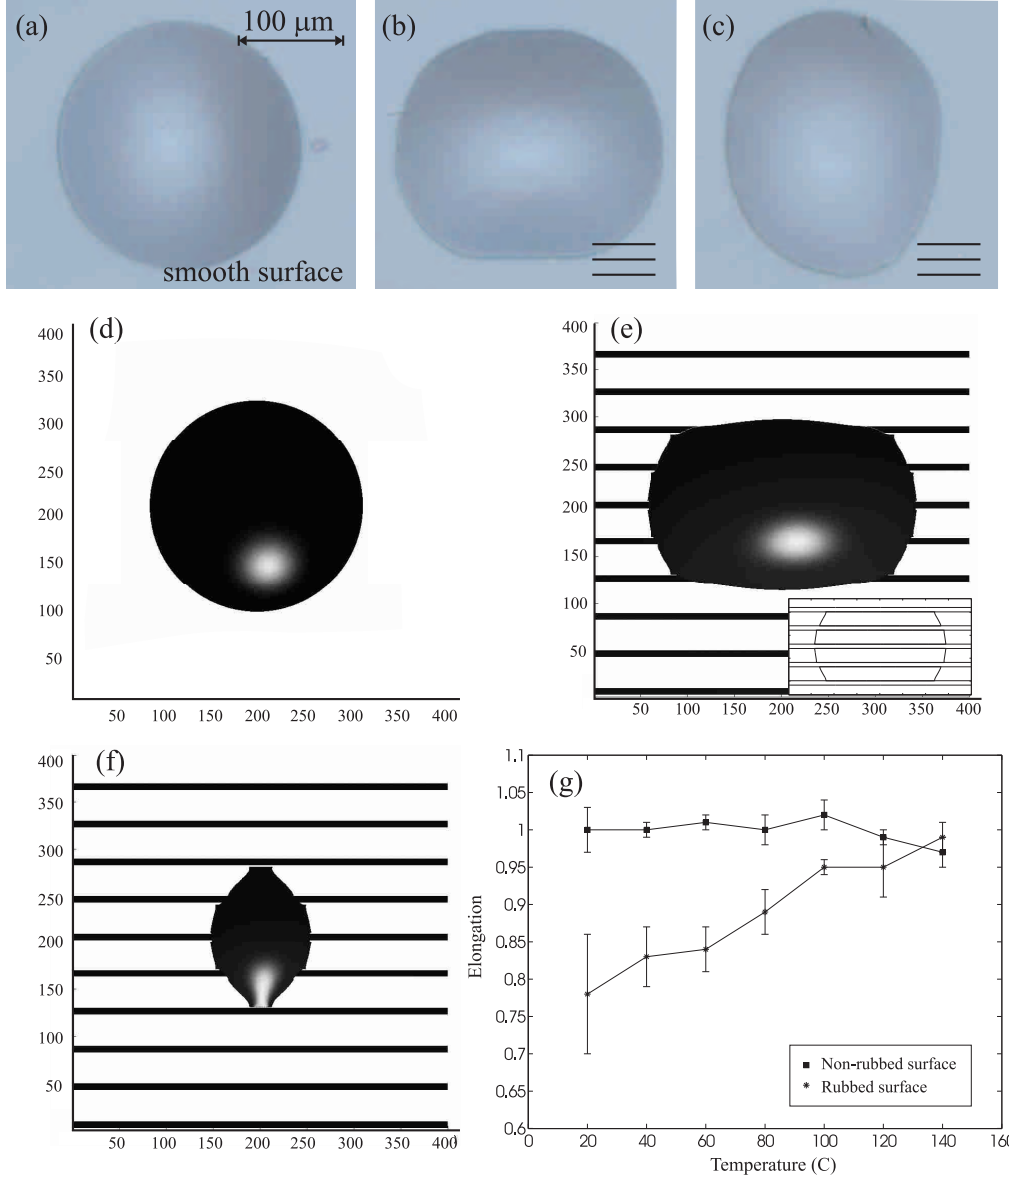 (a)
100 µm
smooth surface
(b)
(c)
(d)
400
350
300
250
200
150
100
50
50 100 150 200 250 300 350 400
(e)
400
350
300
250
200
150
100
50
50 100 150 200 250 300 350 400
(f)
400
350
300
250
200
150
100
50
50 100 150 200 250 300 350 400
(g)
1.1
1.05
1
0.95
0.9
0.85
0.8
0.75
0.7
0.65
0.6
Elongation
0 20 40 60 80 100 120 140 160
Temperature (C)
Non-rubbed surface
Rubbed surface